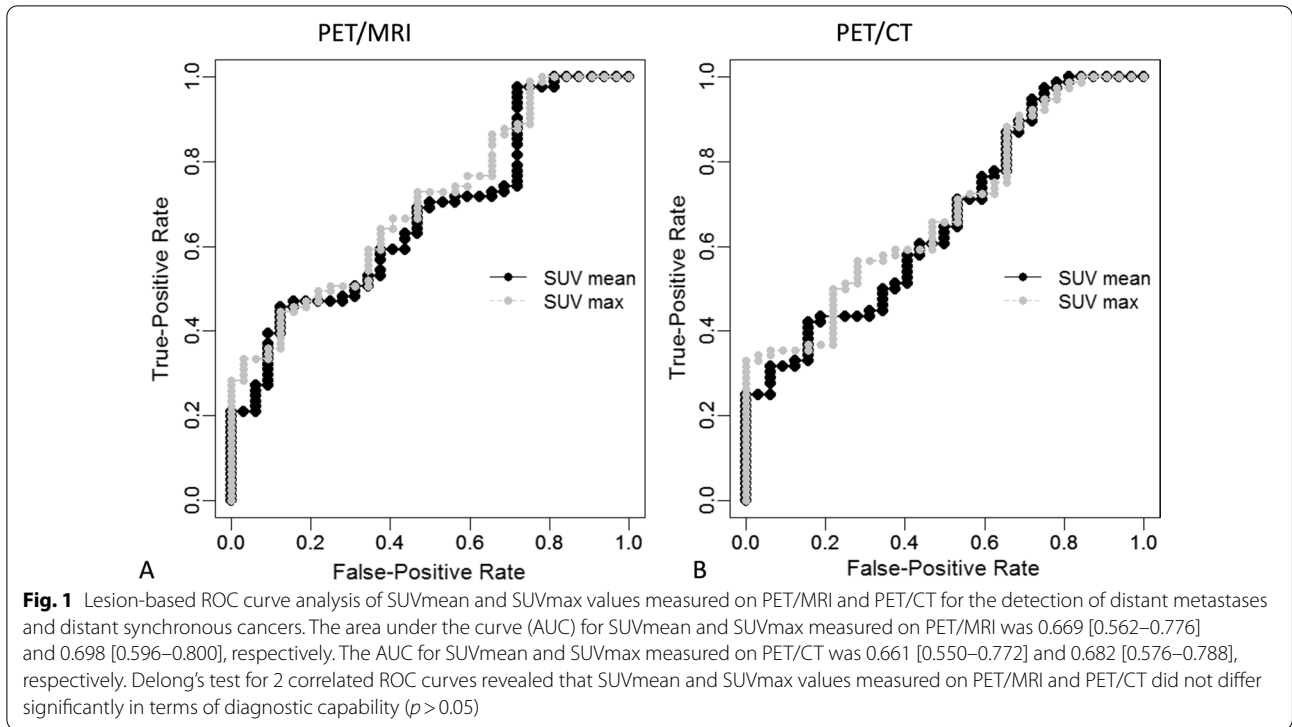 PET/MRI
True-Positive Rate
1.0
0.8
0.6
0.4
0.2
0.0
SUV mean
SUV max
0.0 0.2 0.4 0.6 0.8 1.0
A
False-Positive Rate
PET/CT
True-Positive Rate
1.0
0.8
0.6
0.4
0.2
0.0
SUV mean
SUV max
0.0 0.2 0.4 0.6 0.8 1.0
B
False-Positive Rate
Fig. 1 Lesion-based ROC curve analysis of SUVmean and SUVmax values measured on PET/MRI and PET/CT for the detection of distant metastases
and distant synchronous cancers. The area under the curve (AUC) for SUVmean and SUVmax measured on PET/MRI was 0.669 [0.562–0.776]
and 0.698 [0.596–0.800], respectively. The AUC for SUVmean and SUVmax measured on PET/CT was 0.661 [0.550–0.772] and 0.682 [0.576–0.788],
respectively. Delong's test for 2 correlated ROC curves revealed that SUVmean and SUVmax values measured on PET/MRI and PET/CT did not differ
significantly in terms of diagnostic capability (p > 0.05)